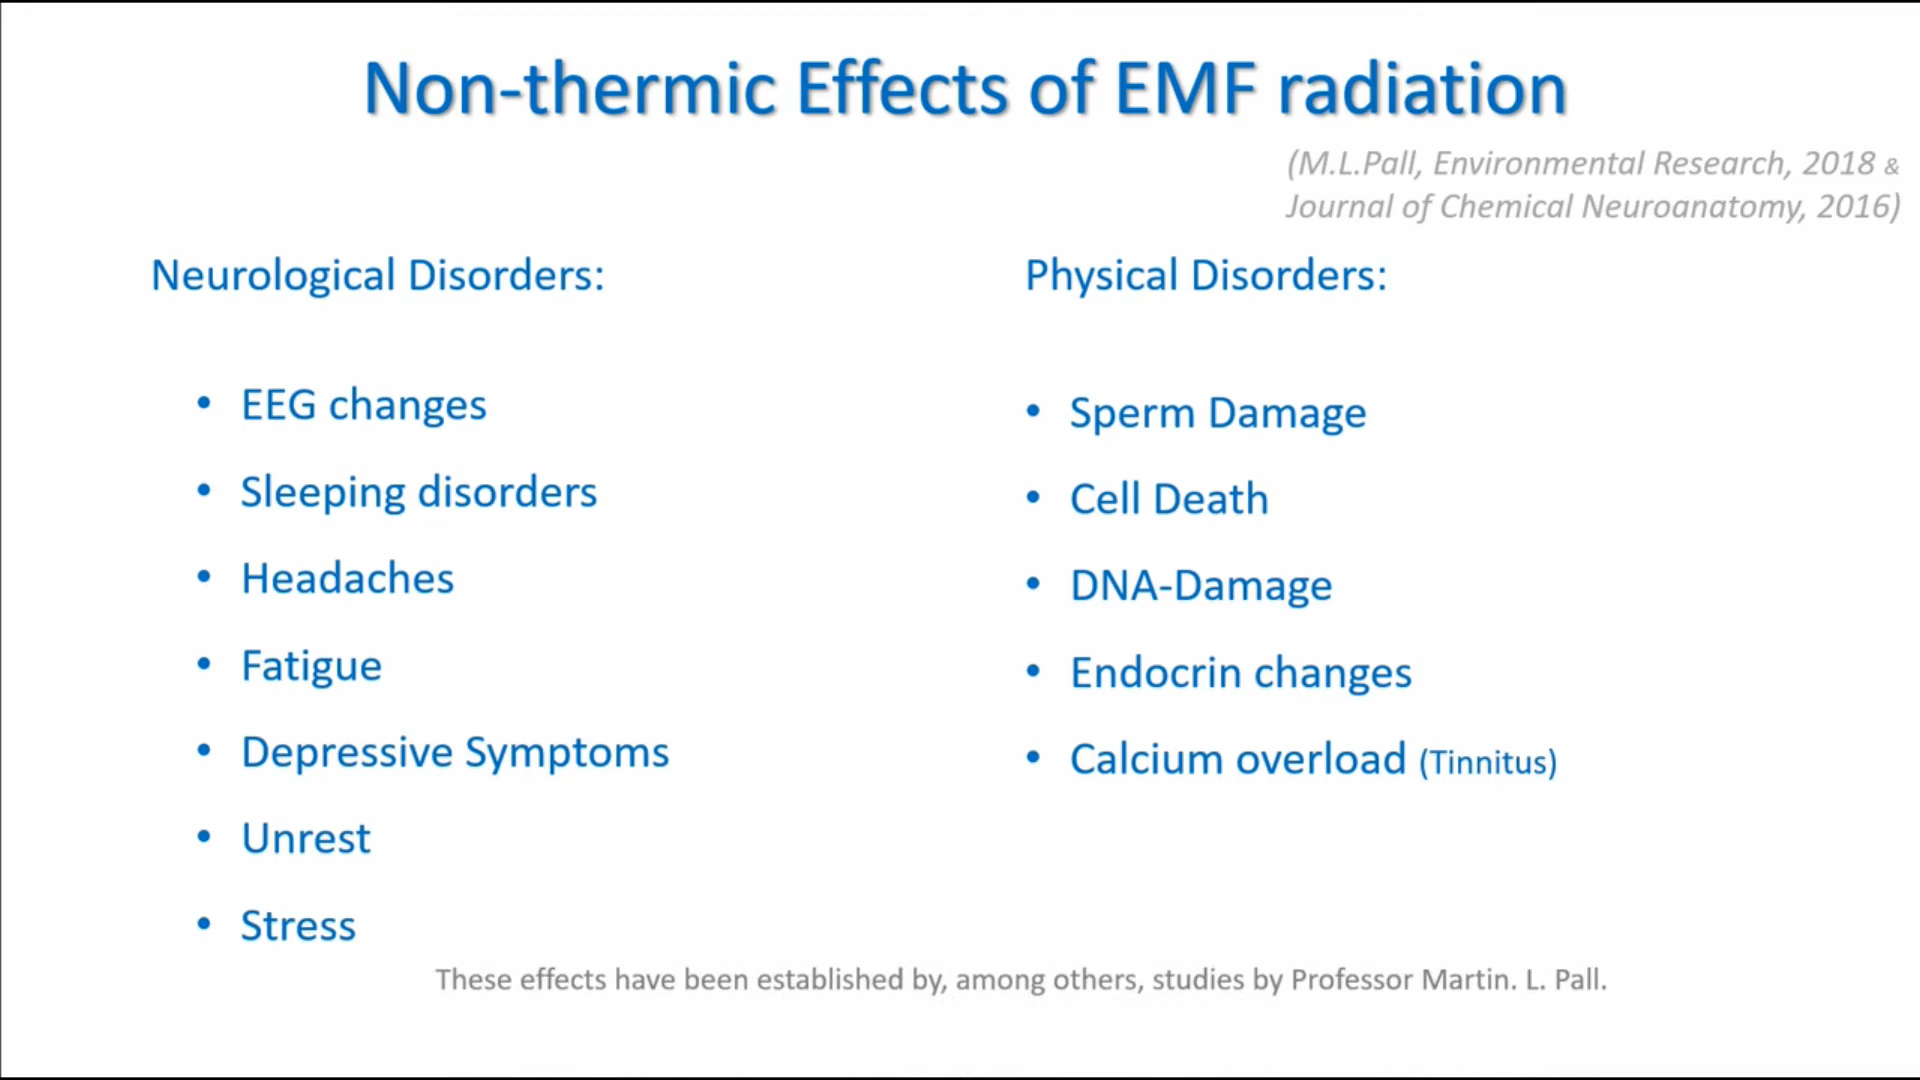 Non-thermic Effects of EMF radiation
(M.L.Pall, Environmental Research, 2018 &
Journal of Chemical Neuroanatomy, 2016)
Neurological Disorders:
• EEG changes
• Sleeping disorders
• Headaches
• Fatigue
• Depressive Symptoms
• Unrest
• Stress
Physical Disorders:
• Sperm Damage
• Cell Death
• DNA-Damage
• Endocrin changes
• Calcium overload (Tinnitus)
These effects have been established by, among others, studies by Professor Martin. L. Pall.